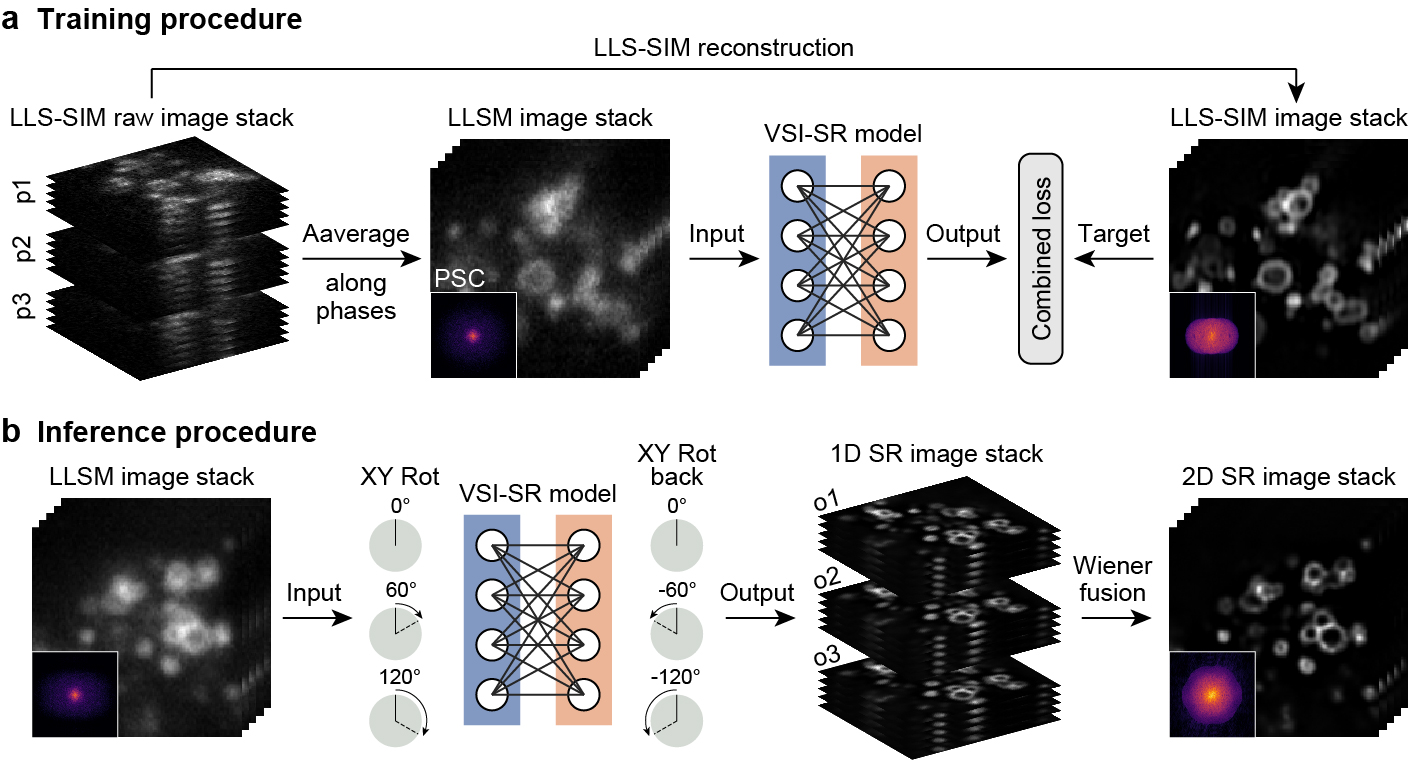 a Training procedure
LLS-SIM reconstruction
LLS-SIM raw image stack
LLSM image stack
VSI-SR model
LLS-SIM image stack
p1
p2
p3
Aaverage
along
phases
PSC
Input
Output
Combined loss
Target
b Inference procedure
LLSM image stack
Input
XY Rot
0°
60°
120°
VSI-SR model
XY Rot
back
0°
-60°
-120°
Output
1D SR image stack
o1
o2
o3
Wiener
fusion
2D SR image stack